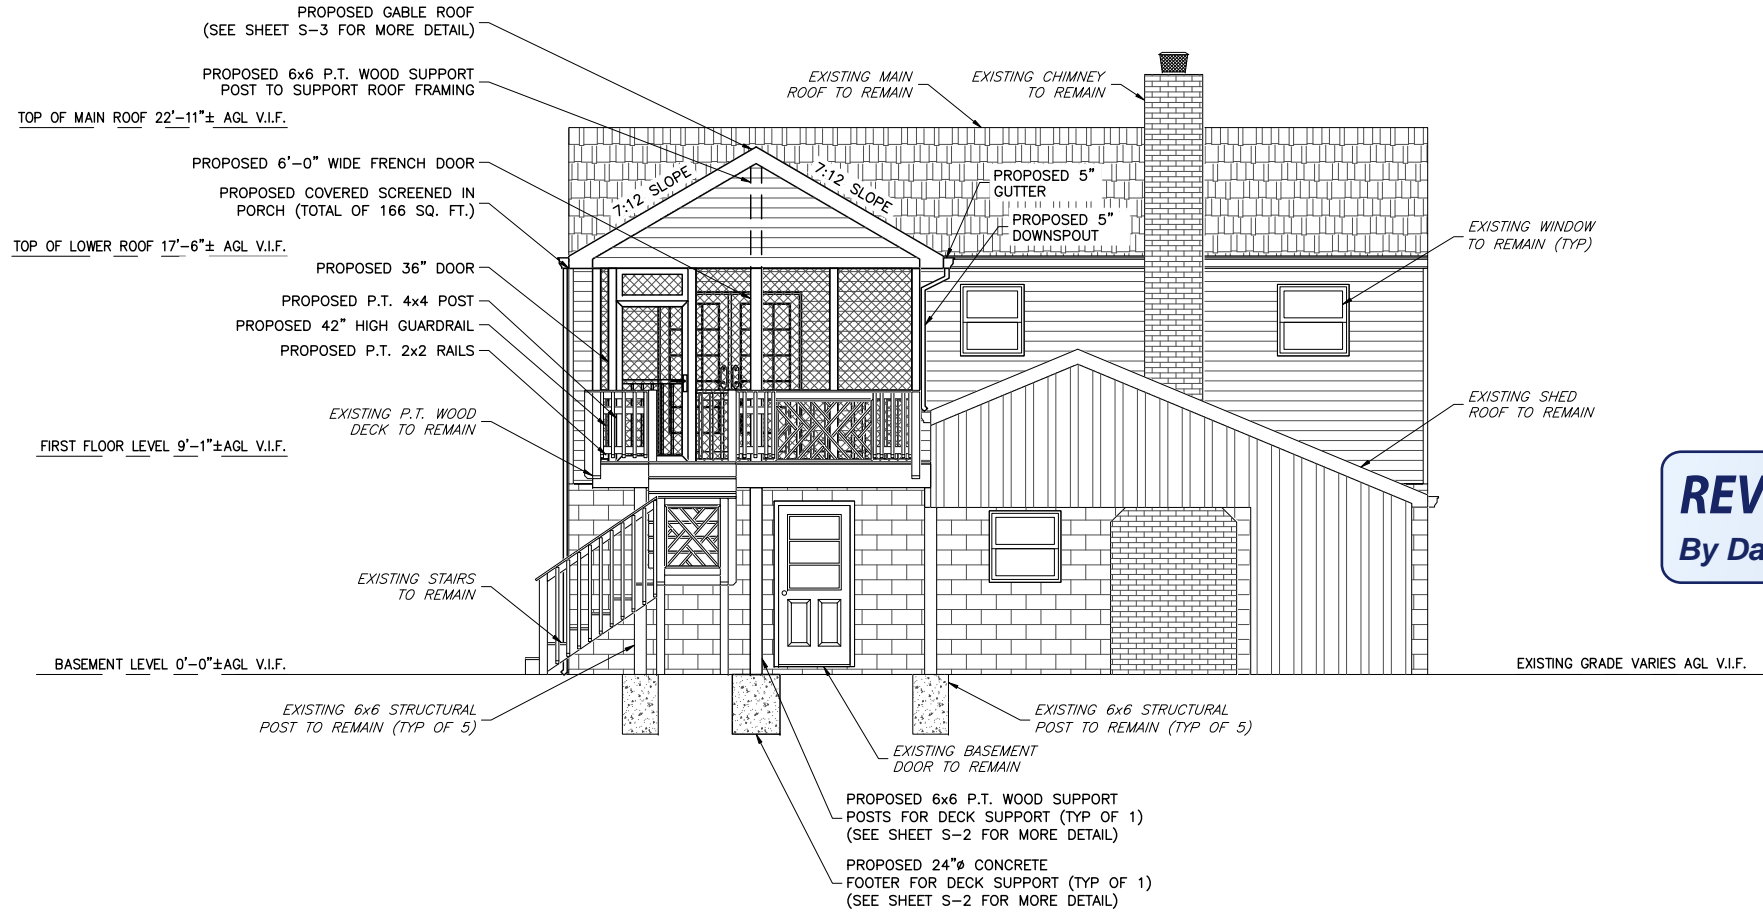 PROPOSED GABLE ROOF
(SEE SHEET S-3 FOR MORE DETAIL)
PROPOSED 6x6 P.T. WOOD SUPPORT
POST TO SUPPORT ROOF FRAMING
EXISTING MAIN
ROOF TO REMAIN
EXISTING CHIMNEY
TO REMAIN
TOP OF MAIN ROOF 22'-11"± AGL V.I.F.
PROPOSED 6'-0" WIDE FRENCH DOOR
PROPOSED COVERED SCREENED IN
PORCH (TOTAL OF 166 SQ. FT.)
7:12 SLOPE
7:12 SLOPE
PROPOSED 5"
GUTTER
PROPOSED 5"
DOWNSPOUT
EXISTING WINDOW
TO REMAIN (TYP)
TOP OF LOWER ROOF 17'-6"± AGL V.I.F.
PROPOSED 36" DOOR
PROPOSED P.T. 4x4 POST
PROPOSED 42" HIGH GUARDRAIL
PROPOSED P.T. 2x2 RAILS
EXISTING P.T. WOOD
DECK TO REMAIN
EXISTING SHED
ROOF TO REMAIN
FIRST FLOOR LEVEL 9'-1"±AGL V.I.F.
REV
By Da
EXISTING STAIRS
TO REMAIN
BASEMENT LEVEL 0'-0"±AGL V.I.F.
EXISTING GRADE VARIES AGL V.I.F.
EXISTING 6x6 STRUCTURAL
POST TO REMAIN (TYP OF 5)
EXISTING 6x6 STRUCTURAL
POST TO REMAIN (TYP OF 5)
EXISTING BASEMENT
DOOR TO REMAIN
PROPOSED 6x6 P.T. WOOD SUPPORT
POSTS FOR DECK SUPPORT (TYP OF 1)
(SEE SHEET S-2 FOR MORE DETAIL)
PROPOSED 24"ø CONCRETE
FOOTER FOR DECK SUPPORT (TYP OF 1)
(SEE SHEET S-2 FOR MORE DETAIL)